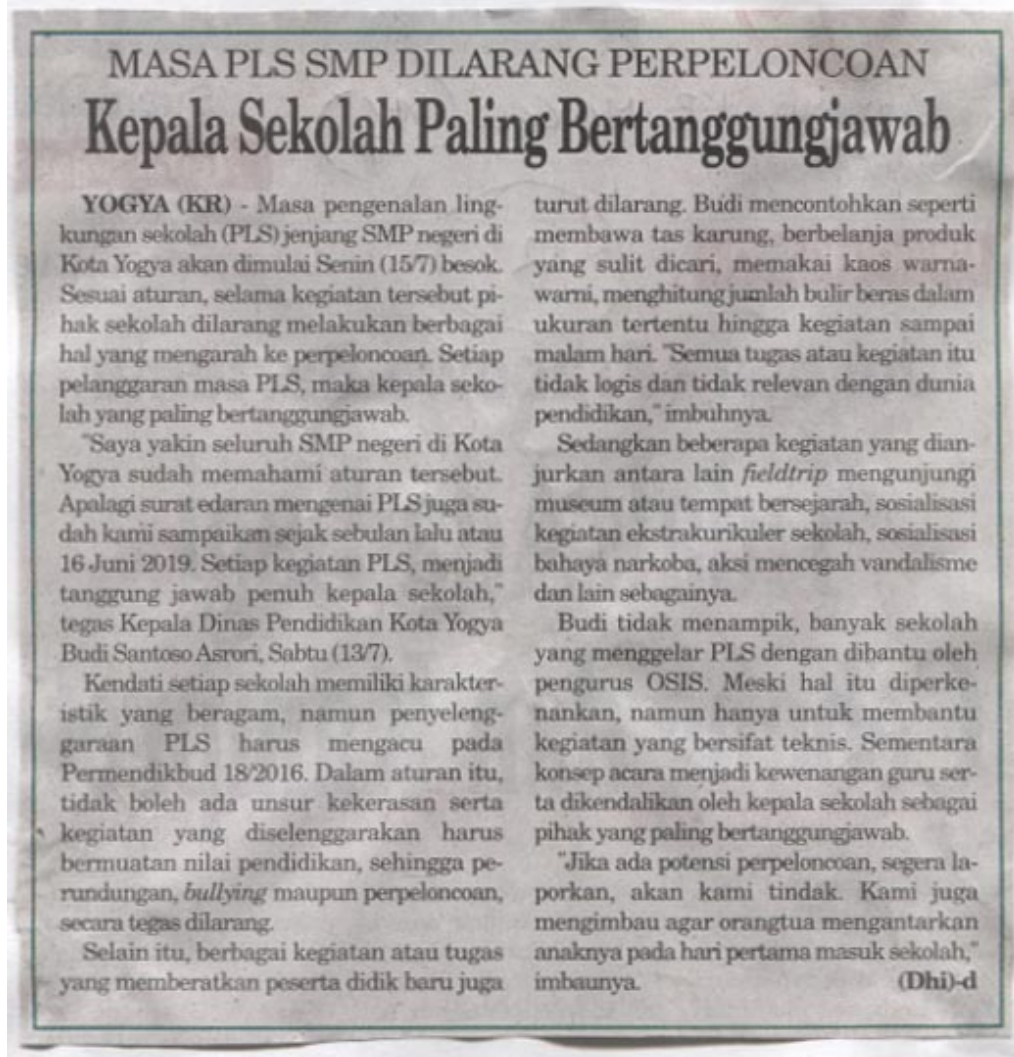 MASA PLS SMP DILARANG PERPELONCOAN
Kepala Sekolah Paling Bertanggungjawab
YOGYA (KR) - Masa pengenalan ling-
kungan sekolah (PLS) jenjang SMP negeri di
Kota Yogya akan dimulai Senin (15/7) besok.
Sesuai aturan, selama kegiatan tersebut pi-
hak sekolah dilarang melakukan berbagai
hal yang mengarah ke perpeloncoan. Setiap
pelanggaran masa PLS, maka kepala seko-
lah yang paling bertanggungjawab.
"Saya yakin seluruh SMP negeri di Kota
Yogya sudah memahami aturan tersebut.
Apalagi surat edaran mengenai PLS juga su-
dah kami sampaikan sejak sebulan lalu atau
16 Juni 2019. Setiap kegiatan PLS, menjadi
tanggung jawab penuh kepala sekolah,"
tegas Kepala Dinas Pendidikan Kota Yogya
Budi Santoso Asrori, Sabtu (13/7).
Kendati setiap sekolah memiliki karakter-
istik yang beragam, namun penyeleng-
garaan PLS harus mengacu pada
Permendikbud 18/2016. Dalam aturan itu,
tidak boleh ada unsur kekerasan serta
kegiatan yang diselenggarakan harus
bermuatan nilai pendidikan, sehingga pe-
rundungan, bullying maupun perpeloncoan,
secara tegas dilarang.
Selain itu, berbagai kegiatan atau tugas
yang memberatkan peserta didik baru juga
turut dilarang. Budi mencontohkan seperti
membawa tas karung, berbelanja produk
yang sulit dicari, memakai kaos warna-
warni, menghitung jumlah bulir beras dalam
ukuran tertentu hingga kegiatan sampai
malam hari. "Semua tugas atau kegiatan itu
tidak logis dan tidak relevan dengan dunia
pendidikan," imbuhnya.
Sedangkan beberapa kegiatan yang dian-
jurkan antara lain fieldtrip mengunjungi
museum atau tempat bersejarah, sosialisasi
kegiatan ekstrakurikuler sekolah, sosialisasi
bahaya narkoba, aksi mencegah vandalisme
dan lain sebagainya.
Budi tidak menampik, banyak sekolah
yang menggelar PLS dengan dibantu oleh
pengurus OSIS. Meski hal itu diperke-
nankan, namun hanya untuk membantu
kegiatan yang bersifat teknis. Sementara
konsep acara menjadi kewenangan guru ser-
ta dikendalikan oleh kepala sekolah sebagai
pihak yang paling bertanggungjawab.
"Jika ada potensi perpeloncoan, segera la-
porkan, akan kami tindak. Kami juga
mengimbau agar orangtua mengantarkan
anaknya pada hari pertama masuk sekolah,"
imbaunya. (Dhi)-d